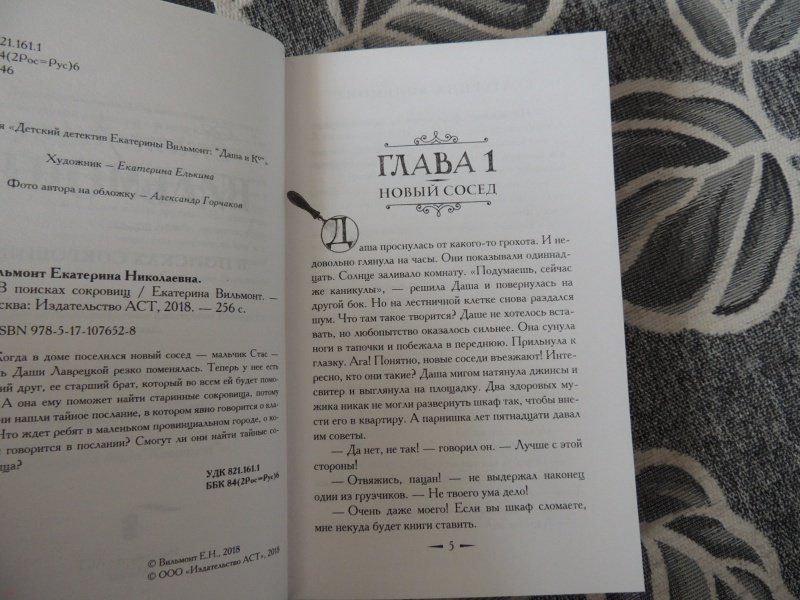 21.161.1
4(2Рос=Рус)6
46
я «Детский детектив Екатерины Вильмонт: "Даша и К°"»
Художник – Екатерина Елькина
Фото автора на обложку – Александр Горчаков
льмонт Екатерина Николаевна.
В поисках сокровищ / Екатерина Вильмонт. —
сква: Издательство АСТ, 2018. — 256 с.
SBN 978-5-17-107652-8
Когда в доме поселился новый сосед — мальчик Стас —
ь Даши Лаврецкой резко поменялась. Теперь у нее есть
ий друг, ее старший брат, который во всем ей будет помо-
А она ему поможет найти старинные сокровища, потому
ни нашли тайное послание, в котором явно говорится о кла-
Что ждет ребят в маленьком провинциальном городе, о ко-
е говорится в послании? Смогут ли они найти тайные со-
ща?
УДК 821.161.1
ББК 84(2Рос=Рус)6
© Вильмонт Е.Н., 2018
© ООО «Издательство АСТ», 2018
ГЛАВА 1
НОВЫЙ СОСЕД
Даша проснулась от какого-то грохота. И не-
довольно глянула на часы. Они показывали одиннад-
цать. Солнце заливало комнату. «Подумаешь, сейчас
же каникулы», — решила Даша и повернулась на
другой бок. Но на лестничной клетке снова раздался
шум. Что там такое творится? Даше не хотелось вста-
вать, но любопытство оказалось сильнее. Она сунула
ноги в тапочки и побежала в переднюю. Прильнула к
глазку. Ага! Понятно, новые соседи въезжают! Инте-
ресно, кто они такие? Даша мигом натянула джинсы и
свитер и выглянула на площадку. Два здоровых му-
жика никак не могли развернуть шкаф так, чтобы вне-
сти его в квартиру. А парнишка лет пятнадцати давал
им советы.
— Да нет, не так! — говорил он. — Лучше с этой
стороны!
— Отвяжись, пацан! — не выдержал наконец
один из грузчиков. — Не твоего ума дело!
— Очень даже моего! Если вы шкаф сломаете,
мне некуда будет книги ставить.
5